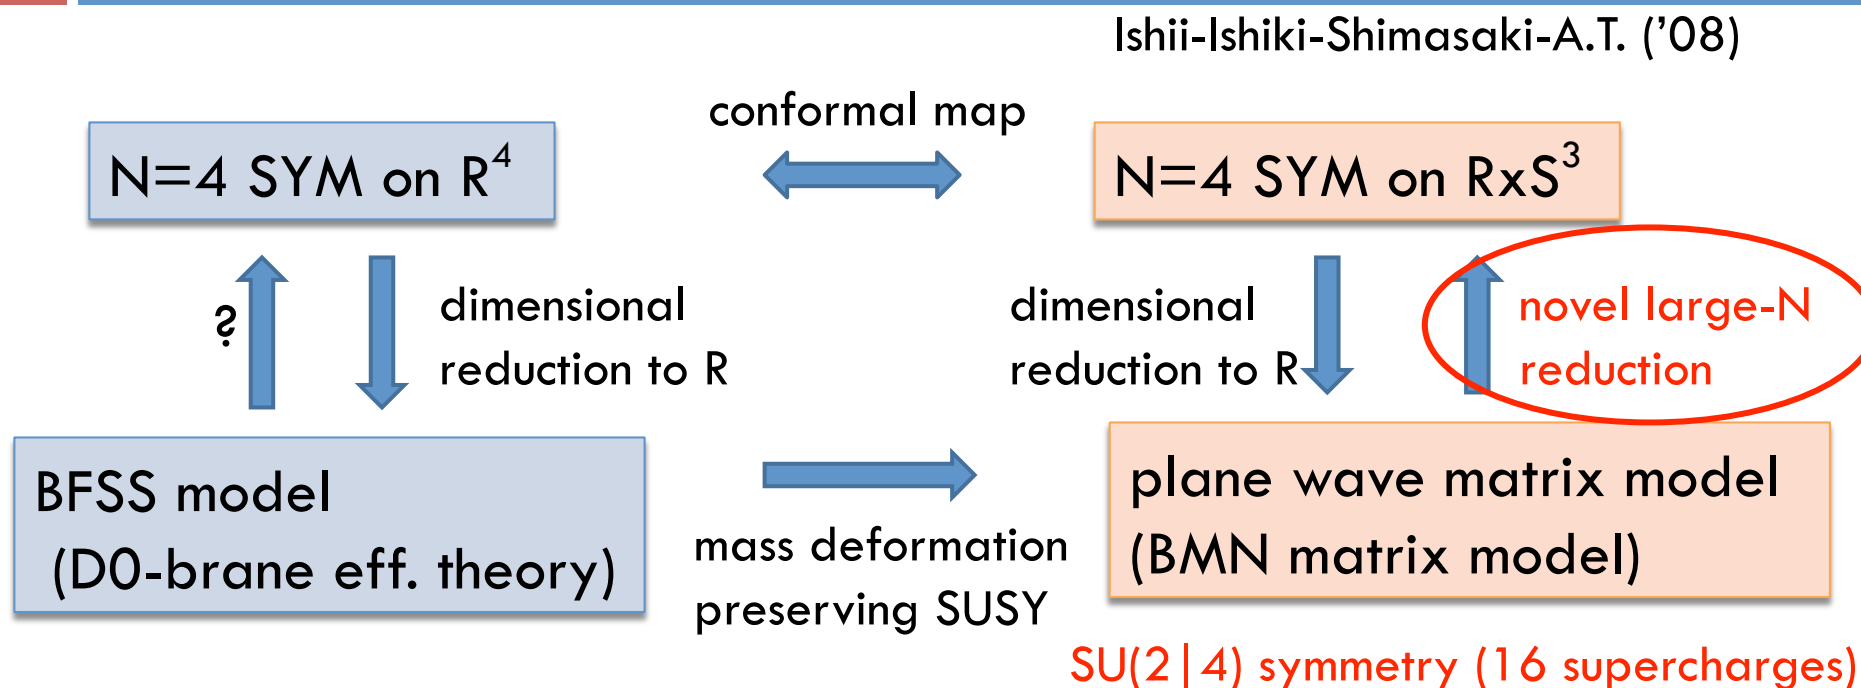 Ishii-Ishiki-Shimasaki-A.T. ('08)
conformal map
N=4 SYM on R⁴
N=4 SYM on RxS³
?
dimensional
reduction to R
dimensional
reduction to R
novel large-N
reduction
BFSS model
(D0-brane eff. theory)
mass deformation
preserving SUSY
plane wave matrix model
(BMN matrix model)
SU(2|4) symmetry (16 supercharges)